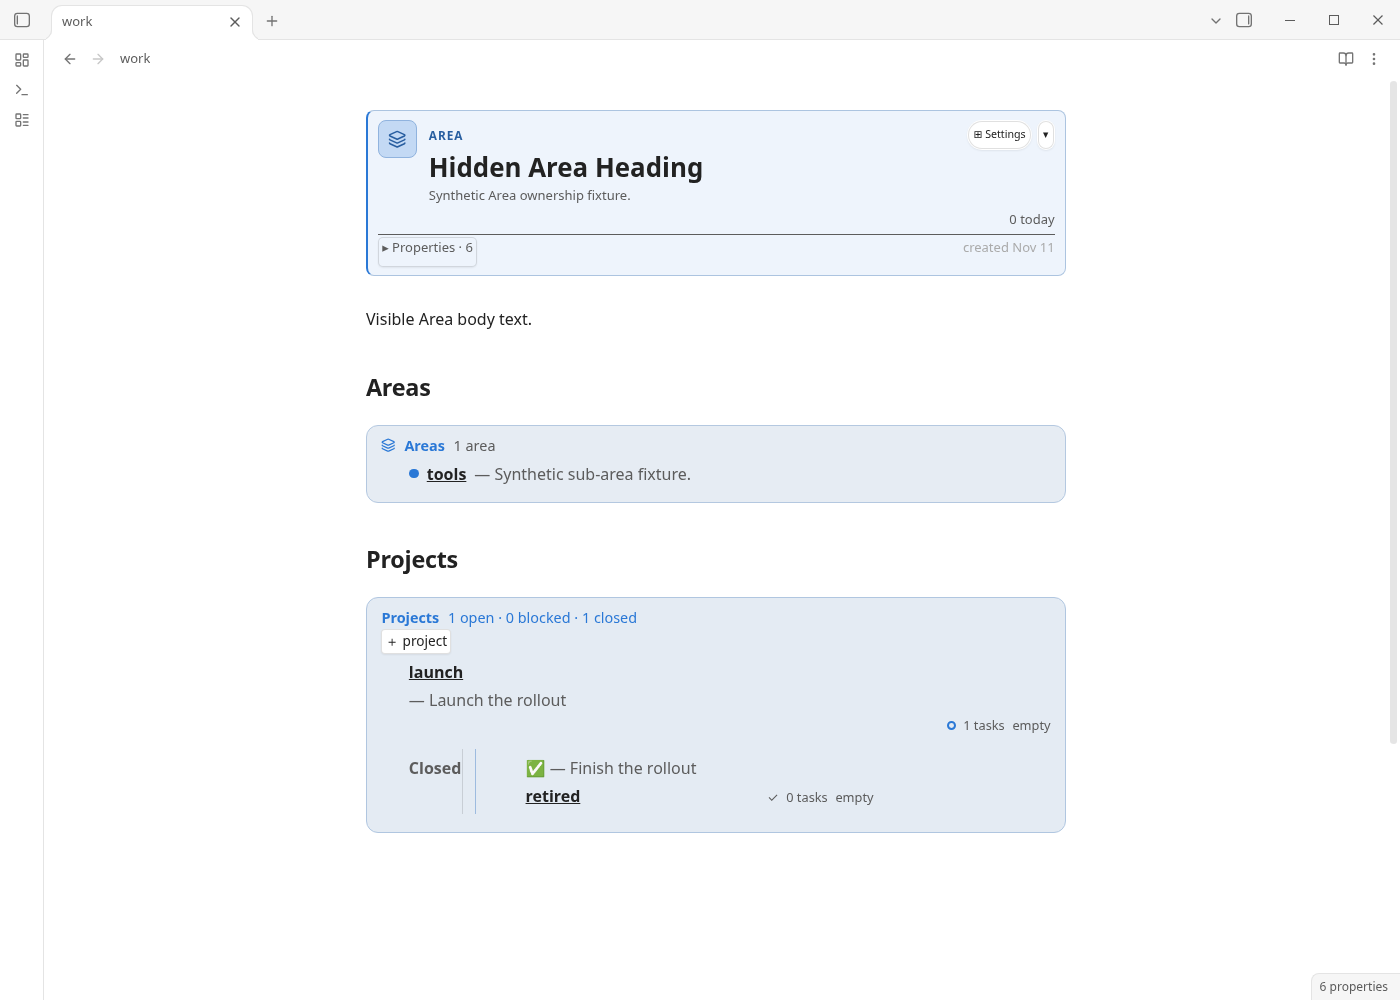 work
work
AREA
⊞ Settings
▾
Hidden Area Heading
Synthetic Area ownership fixture.
0 today
▸ Properties · 6
created Nov 11
Visible Area body text.
Areas
Areas 1 area
tools — Synthetic sub-area fixture.
Projects
Projects 1 open · 0 blocked · 1 closed
+ project
launch
— Launch the rollout
1 tasks empty
Closed
✅ — Finish the rollout
retired
✓ 0 tasks empty
6 properties